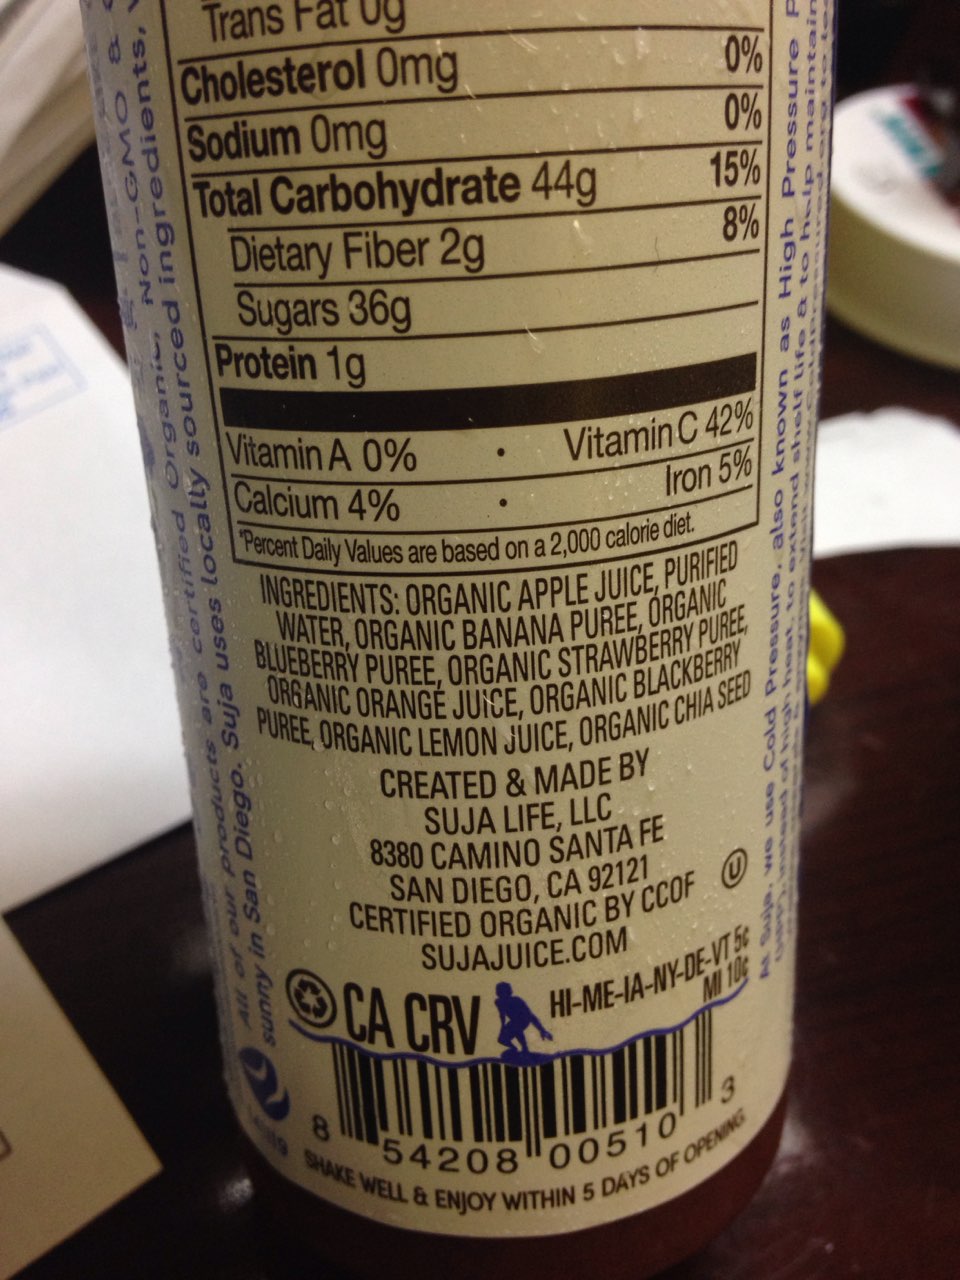 Trans Fat 0g
Cholesterol 0mg 0%
Sodium 0mg 0%
Total Carbohydrate 44g 15%
Dietary Fiber 2g 8%
Sugars 36g
Protein 1g
Vitamin A 0% • Vitamin C 42%
Calcium 4% • Iron 5%
*Percent Daily Values are based on a 2,000 calorie diet.
INGREDIENTS: ORGANIC APPLE JUICE, PURIFIED
WATER, ORGANIC BANANA PUREE, ORGANIC
BLUEBERRY PUREE, ORGANIC STRAWBERRY PUREE,
ORGANIC ORANGE JUICE, ORGANIC BLACKBERRY
PUREE, ORGANIC LEMON JUICE, ORGANIC CHIA SEED
CREATED & MADE BY
SUJA LIFE, LLC
8380 CAMINO SANTA FE
SAN DIEGO, CA 92121
CERTIFIED ORGANIC BY CCOF
U
SUJAJUICE.COM
CA CRV
HI-ME-IA-NY-DE-VT 5¢
MI 10¢
8 54208 00510 3
SHAKE WELL & ENJOY WITHIN 5 DAYS OF OPENING.
All of our products are certified Organic, Non-GMO &
sunny in San Diego. Suja uses locally sourced ingredients,
At Suja, we use Cold Pressure, also known as High Pressure
instead of high heat, to extend shelf life & to help maintain